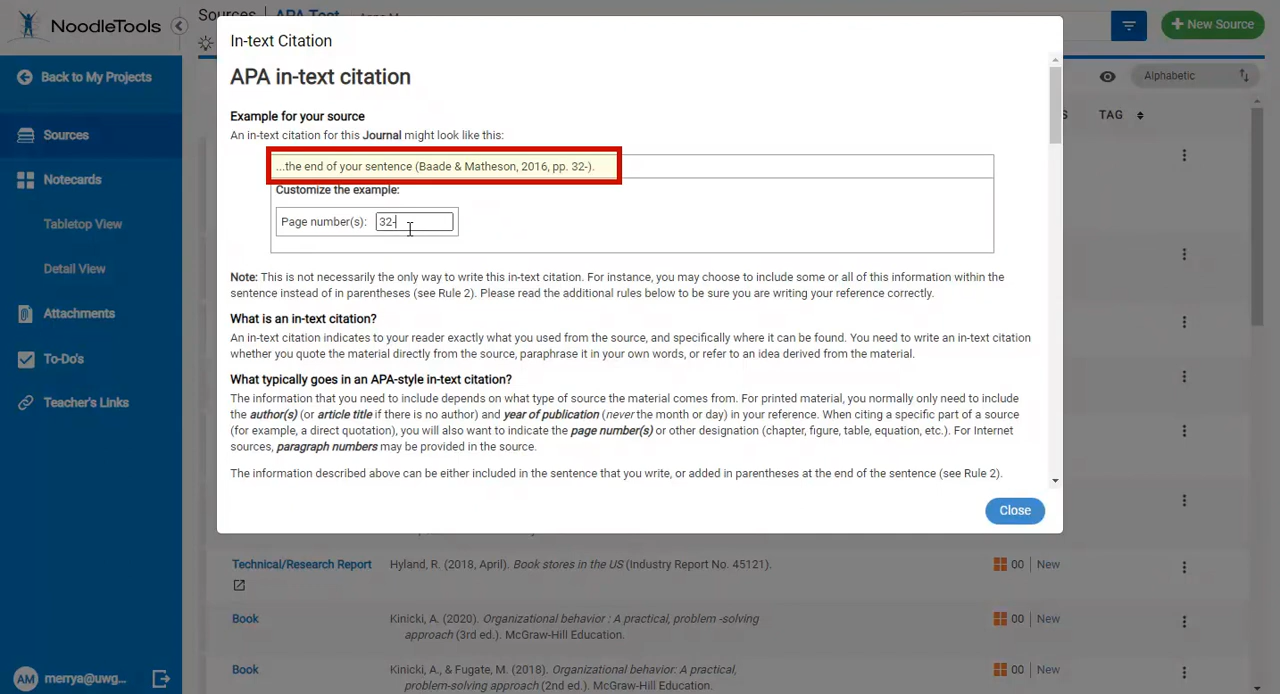 NoodleTools
Sources
APA Test
New Source
Back to My Projects
Sources
Notecards
Tabletop View
Detail View
Attachments
To-Do's
Teacher's Links
merrya@uwg...
AM
Alphabetic
S
TAG
In-text Citation
APA in-text citation
Example for your source
An in-text citation for this Journal might look like this:
...the end of your sentence (Baade & Matheson, 2016, pp. 32-).
Customize the example:
Page number(s): 32-
Note: This is not necessarily the only way to write this in-text citation. For instance, you may choose to include some or all of this information within the
sentence instead of in parentheses (see Rule 2). Please read the additional rules below to be sure you are writing your reference correctly.
What is an in-text citation?
An in-text citation indicates to your reader exactly what you used from the source, and specifically where it can be found. You need to write an in-text citation
whether you quote the material directly from the source, paraphrase it in your own words, or refer to an idea derived from the material.
What typically goes in an APA-style in-text citation?
The information that you need to include depends on what type of source the material comes from. For printed material, you normally only need to include
the author(s) (or article title if there is no author) and year of publication (never the month or day) in your reference. When citing a specific part of a source
(for example, a direct quotation), you will also want to indicate the page number(s) or other designation (chapter, figure, table, equation, etc.). For Internet
sources, paragraph numbers may be provided in the source.
The information described above can be either included in the sentence that you write, or added in parentheses at the end of the sentence (see Rule 2).
Close
Technical/Research Report Hyland, R. (2018, April). Book stores in the US (Industry Report No. 45121). 00 New
Book Kinicki, A. (2020). Organizational behavior : A practical, problem -solving 00 New
approach (3rd ed.). McGraw-Hill Education.
Book Kinicki, A., & Fugate, M. (2018). Organizational behavior: A practical, 00 New
problem-solving approach (2nd ed.). McGraw-Hill Education.